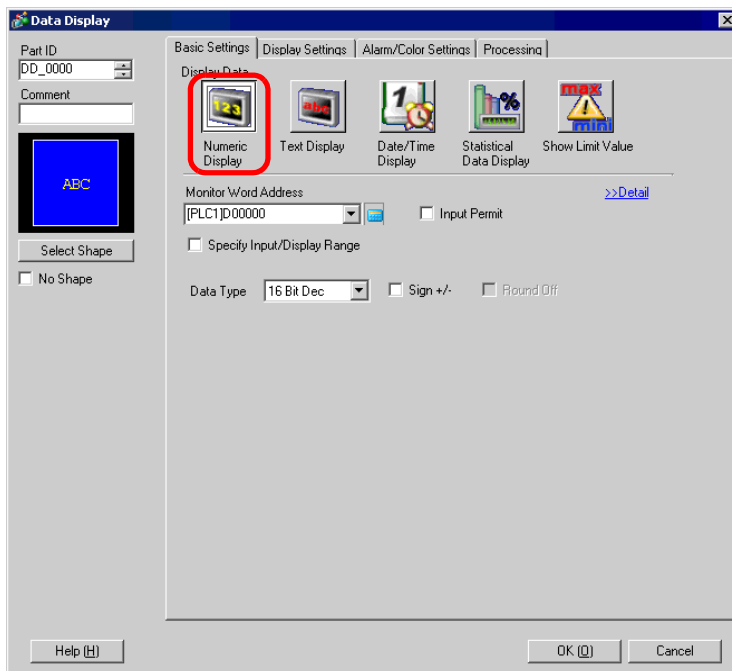 Data Display
Part ID
DD_0000
Comment
ABC
Select Shape
No Shape
Basic Settings
Display Settings
Alarm/Color Settings
Processing
Display Data
123
abc
1
%
max
mini
Numeric
Display
Text Display
Date/Time
Display
Statistical
Data Display
Show Limit Value
Monitor Word Address
>>Detail
[PLC1]D00000
Input Permit
Specify Input/Display Range
Data Type
16 Bit Dec
Sign +/-
Round Off
Help (H)
OK (O)
Cancel